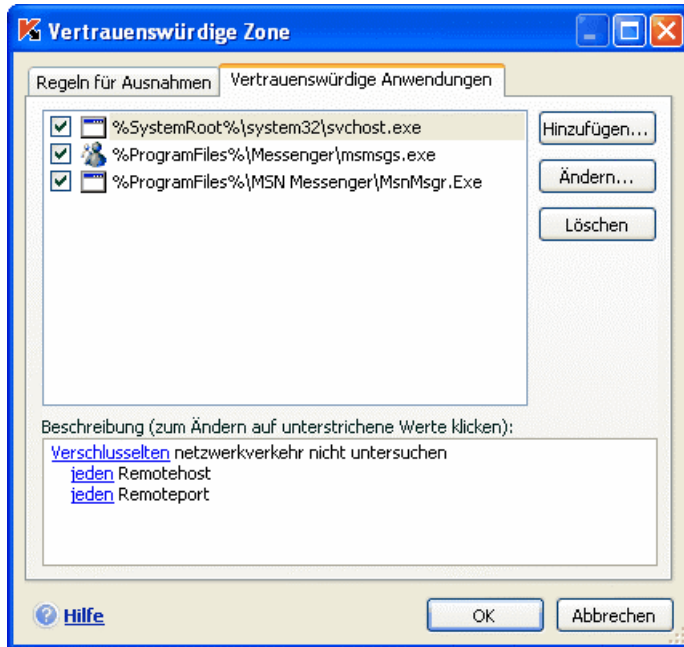 Vertrauenswürdige Zone
Regeln für Ausnahmen
Vertrauenswürdige Anwendungen
%SystemRoot%\system32\svchost.exe
%ProgramFiles%\Messenger\msmsgs.exe
%ProgramFiles%\MSN Messenger\MsnMsgr.Exe
Hinzufügen...
Ändern...
Löschen
Beschreibung (zum Ändern auf unterstrichene Werte klicken):
Verschlusselten netzwerkverkehr nicht untersuchen
jeden Remotehost
jeden Remoteport
Hilfe
OK
Abbrechen